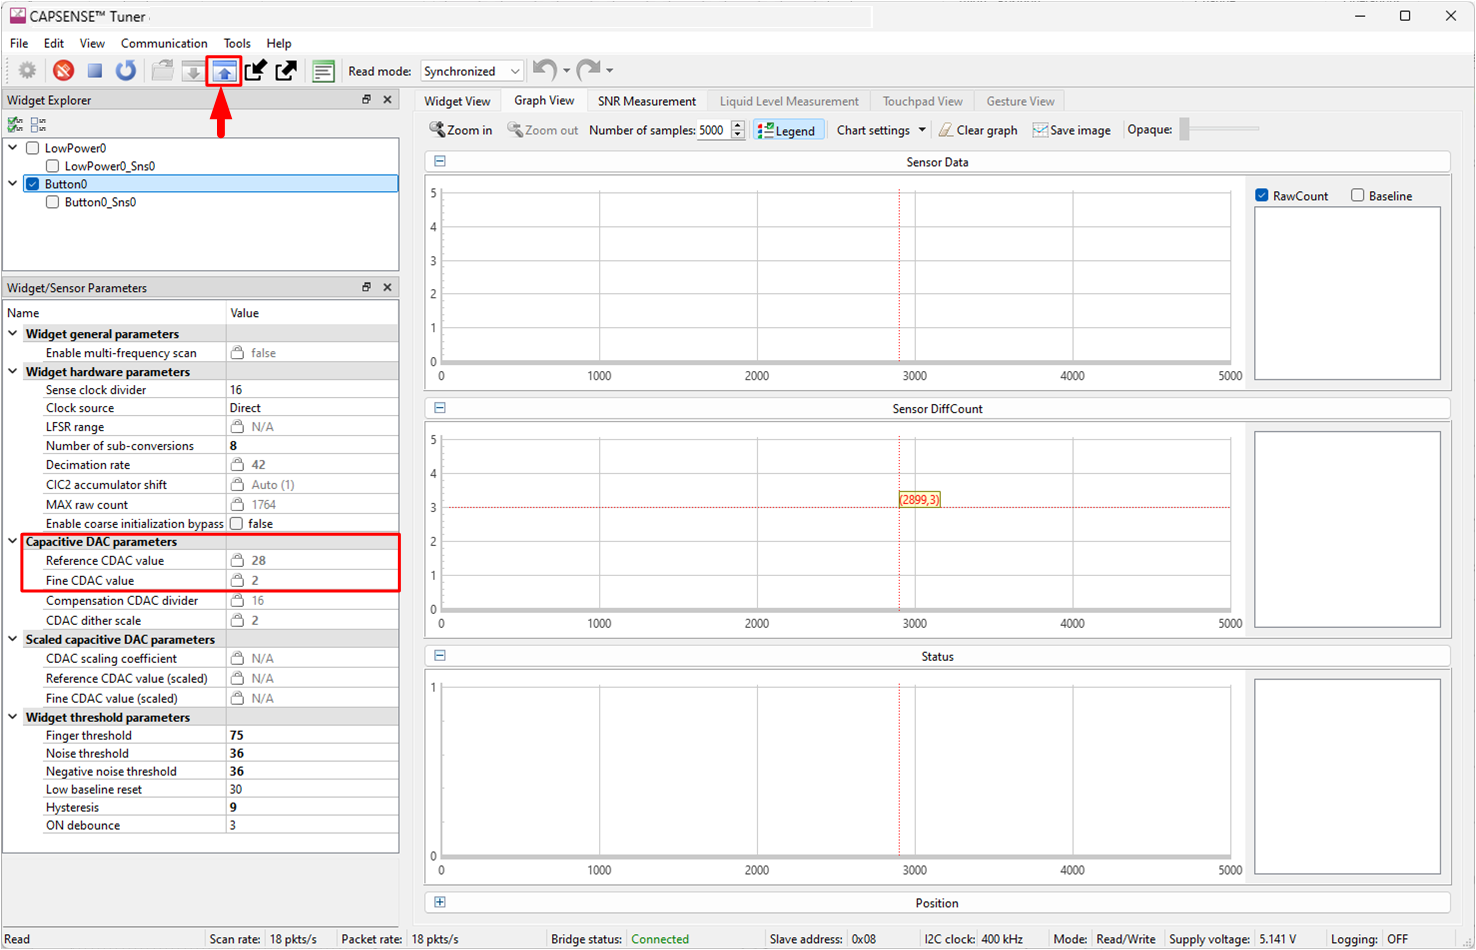 CAPSENSE™ Tuner
File Edit View Communication Tools Help
Read mode: Synchronized
Widget Explorer
LowPower0
LowPower0_Sns0
Button0
Button0_Sns0
Widget/Sensor Parameters
Name Value
Widget general parameters
Enable multi-frequency scan false
Widget hardware parameters
Sense clock divider 16
Clock source Direct
LFSR range N/A
Number of sub-conversions 8
Decimation rate 42
CIC2 accumulator shift Auto (1)
MAX raw count 1764
Enable coarse initialization bypass false
Capacitive DAC parameters
Reference CDAC value 28
Fine CDAC value 2
Compensation CDAC divider 16
CDAC dither scale 2
Scaled capacitive DAC parameters
CDAC scaling coefficient N/A
Reference CDAC value (scaled) N/A
Fine CDAC value (scaled) N/A
Widget threshold parameters
Finger threshold 75
Noise threshold 36
Negative noise threshold 36
Low baseline reset 30
Hysteresis 9
ON debounce 3
Widget View Graph View SNR Measurement Liquid Level Measurement Touchpad View Gesture View
Zoom in Zoom out Number of samples: 5000 Legend Chart settings Clear graph Save image Opaque:
Sensor Data
5
4
3
2
1
0
0 1000 2000 3000 4000 5000
RawCount Baseline
Sensor DiffCount
5
4
3
2
1
0
(2899,3)
0 1000 2000 3000 4000 5000
Status
1
0
0 1000 2000 3000 4000 5000
Position
Read Scan rate: 18 pkts/s Packet rate: 18 pkts/s Bridge status: Connected Slave address: 0x08 I2C clock: 400 kHz Mode: Read/Write Supply voltage: 5.141 V Logging: OFF